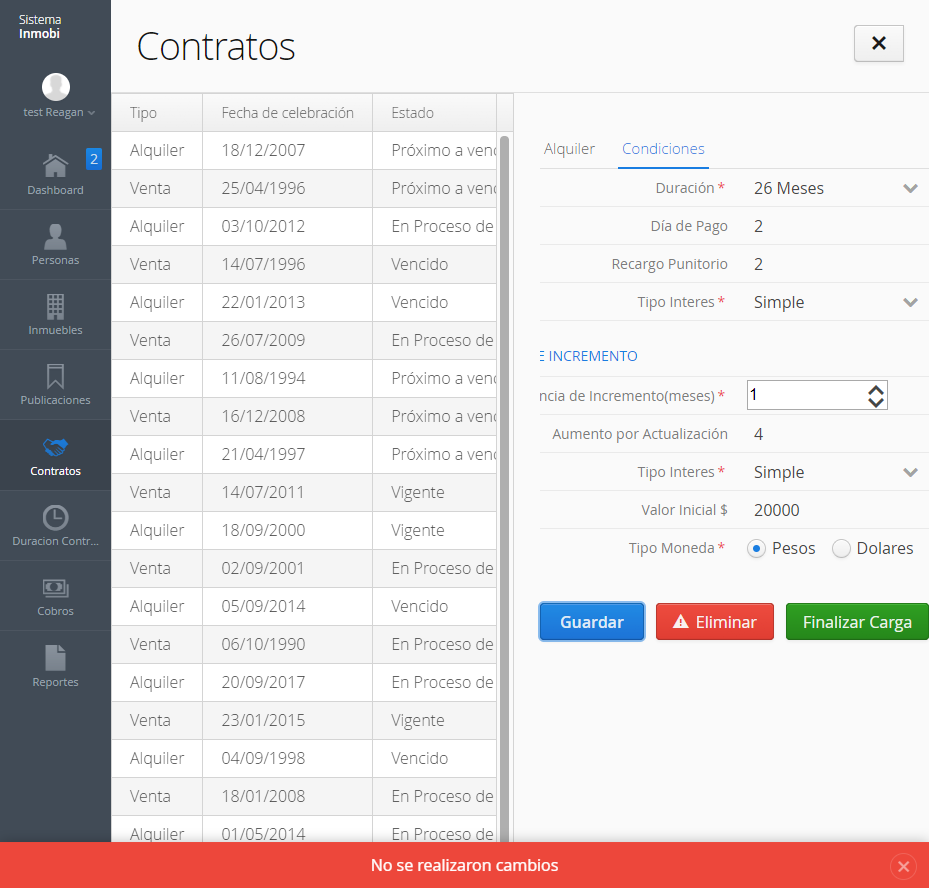 Sistema
Inmobi
test Reagan
2
Dashboard
Personas
Inmuebles
Publicaciones
Contratos
Duracion Contr...
Cobros
Reportes
Contratos
Tipo Fecha de celebración Estado
Alquiler 18/12/2007 Próximo a venc
Venta 25/04/1996 Próximo a venc
Alquiler 03/10/2012 En Proceso de
Venta 14/07/1996 Vencido
Alquiler 22/01/2013 Vencido
Venta 26/07/2009 En Proceso de
Alquiler 11/08/1994 Próximo a venc
Venta 16/12/2008 Próximo a venc
Alquiler 21/04/1997 Próximo a venc
Venta 14/07/2011 Vigente
Alquiler 18/09/2000 Vigente
Venta 02/09/2001 En Proceso de
Alquiler 05/09/2014 Vencido
Venta 06/10/1990 En Proceso de
Alquiler 20/09/2017 En Proceso de
Venta 23/01/2015 Vigente
Alquiler 04/09/1998 Vencido
Venta 18/01/2008 En Proceso de
Alquiler 01/05/2014 En Proceso de
Alquiler Condiciones
Duración * 26 Meses
Día de Pago 2
Recargo Punitorio 2
Tipo Interes * Simple
E INCREMENTO
ncia de Incremento(meses) * 1
Aumento por Actualización 4
Tipo Interes * Simple
Valor Inicial $ 20000
Tipo Moneda * Pesos Dolares
Guardar Eliminar Finalizar Carga
No se realizaron cambios